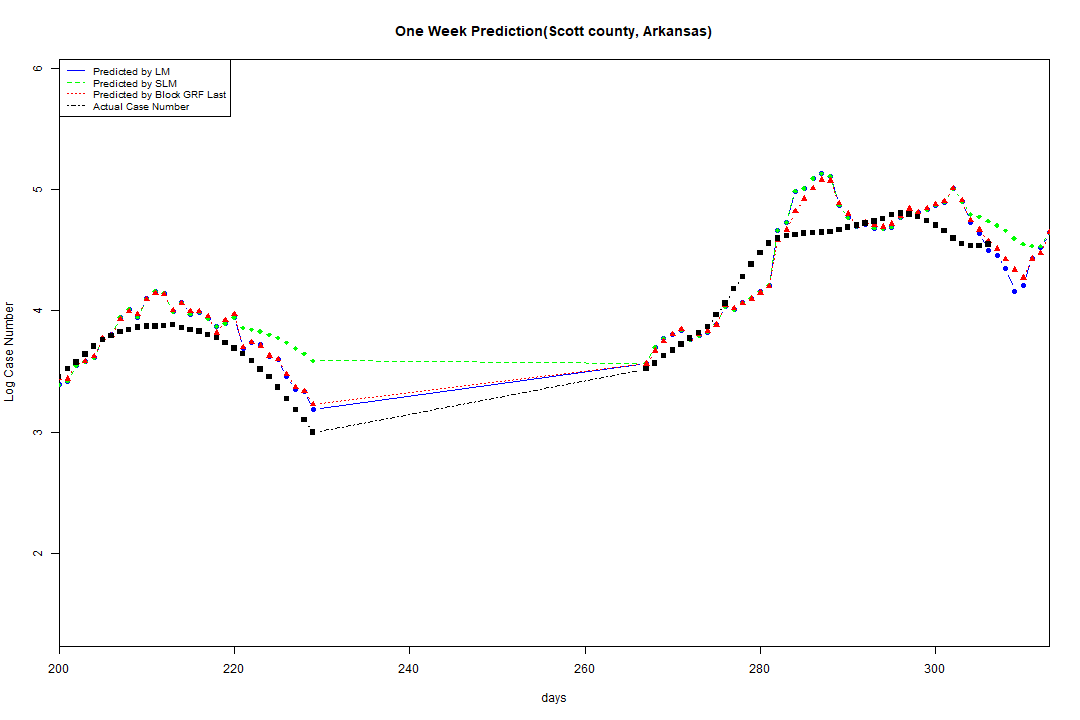 One Week Prediction(Scott county, Arkansas)
Predicted by LM
Predicted by SLM
Predicted by Block GRF Last
Actual Case Number
6
5
4
3
2
Log Case Number
200 220 240 260 280 300
days